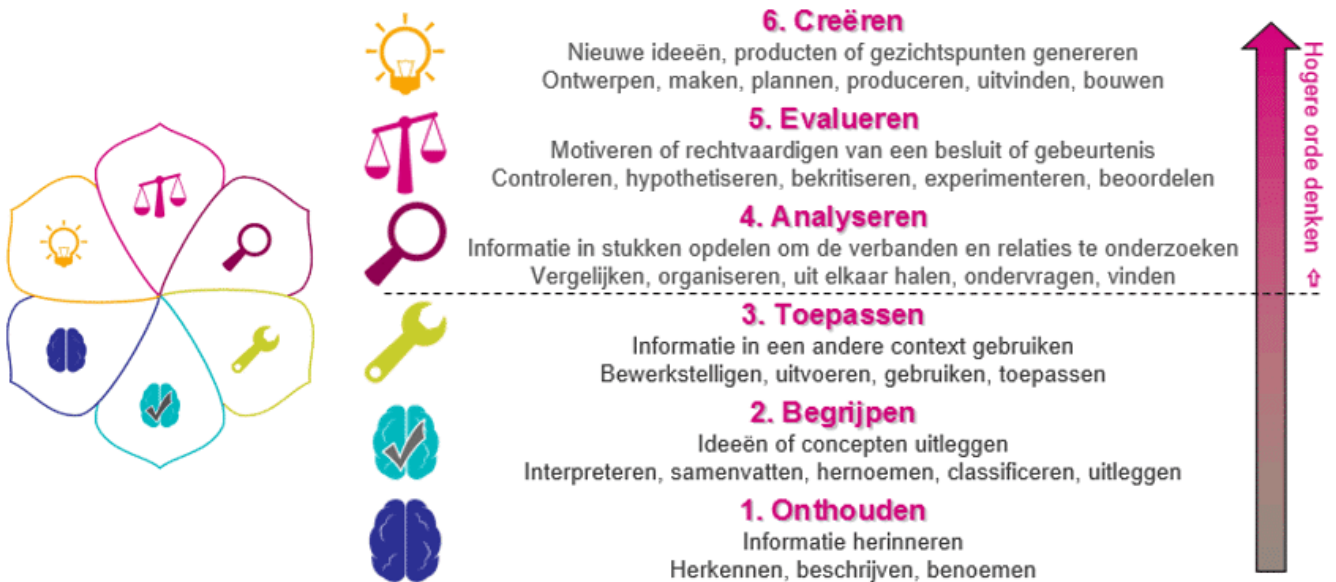 6. Creëren
Nieuwe ideeën, producten of gezichtspunten genereren
Ontwerpen, maken, plannen, produceren, uitvinden, bouwen
5. Evalueren
Motiveren of rechtvaardigen van een besluit of gebeurtenis
Controleren, hypothetiseren, bekritiseren, experimenteren, beoordelen
4. Analyseren
Informatie in stukken opdelen om de verbanden en relaties te onderzoeken
Vergelijken, organiseren, uit elkaar halen, ondervragen, vinden
3. Toepassen
Informatie in een andere context gebruiken
Bewerkstelligen, uitvoeren, gebruiken, toepassen
2. Begrijpen
Ideeën of concepten uitleggen
Interpreteren, samenvatten, hernoemen, classificeren, uitleggen
1. Onthouden
Informatie herinneren
Herkennen, beschrijven, benoemen
Hogere orde denken